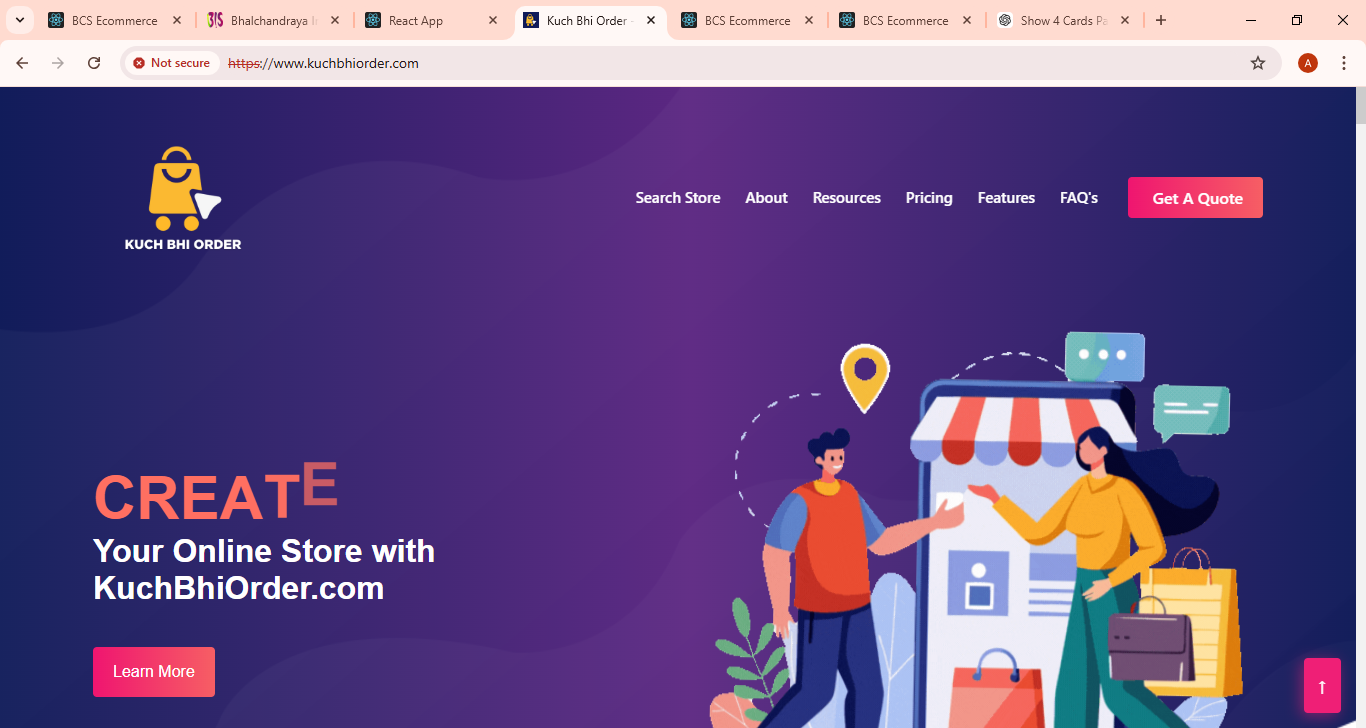 BCS Ecommerce
Bhalchandraya I
React App
Kuch Bhi Order -
BCS Ecommerce
BCS Ecommerce
Show 4 Cards Pa
Not secure
https://www.kuchbhiorder.com
A
KUCH BHI ORDER
Search Store
About
Resources
Pricing
Features
FAQ's
Get A Quote
CREATE
Your Online Store with
KuchBhiOrder.com
Learn More